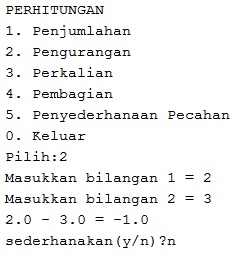 PERHITUNGAN
1. Penjumlahan
2. Pengurangan
3. Perkalian
4. Pembagian
5. Penyederhanaan Pecahan
0. Keluar
Pilih:2
Masukkan bilangan 1 = 2
Masukkan bilangan 2 = 3
2.0 - 3.0 = -1.0
sederhanakan(y/n)?n